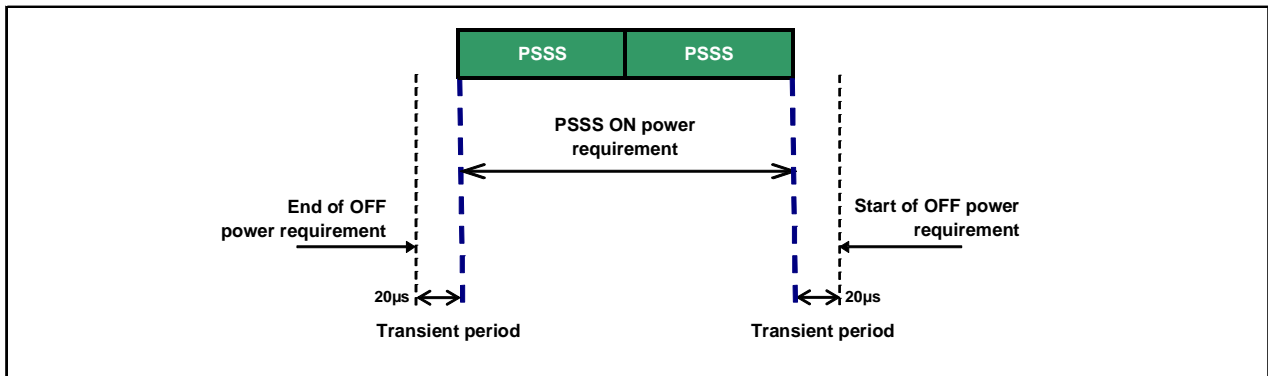 PSSS PSSS
PSSS ON power
requirement
End of OFF
power requirement
Start of OFF power
requirement
20µs
20µs
Transient period
Transient period